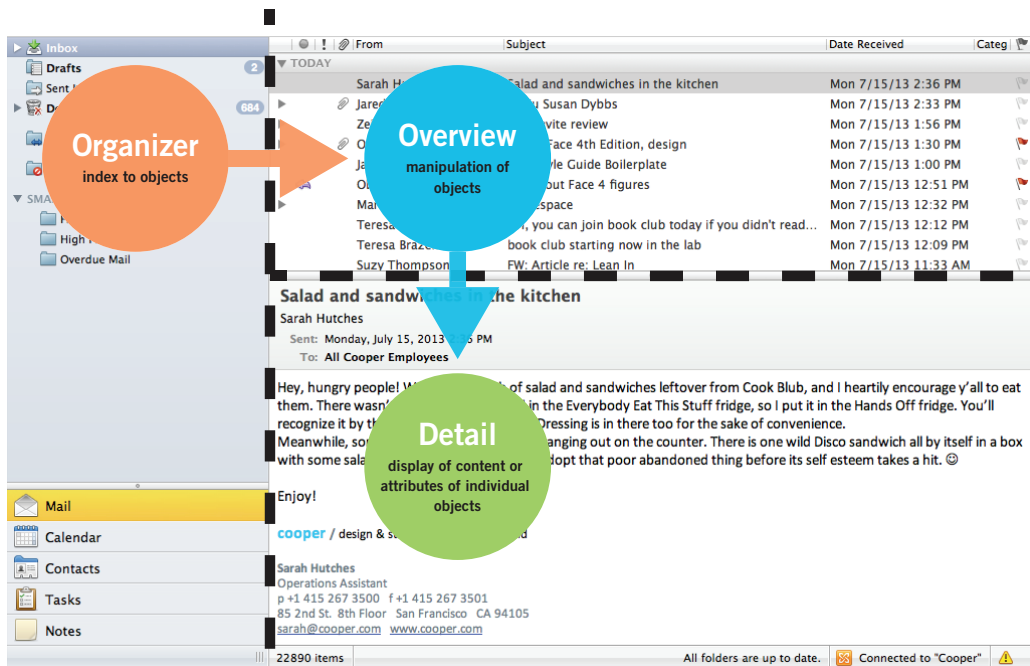 Inbox
Drafts 2
Sent
684
SMA
High
Overdue Mail
Organizer
index to objects
Mail
Calendar
Contacts
Tasks
Notes
! From Subject Date Received Categ
TODAY
Sarah H Salad and sandwiches in the kitchen Mon 7/15/13 2:36 PM
Jared Susan Dybbs Mon 7/15/13 2:33 PM
Ze vite review Mon 7/15/13 1:56 PM
O Face 4th Edition, design Mon 7/15/13 1:30 PM
Ja le Guide Boilerplate Mon 7/15/13 1:00 PM
out Face 4 figures Mon 7/15/13 12:51 PM
Mar espace Mon 7/15/13 12:32 PM
Teresa you can join book club today if you didn't read... Mon 7/15/13 12:12 PM
Teresa Braz book club starting now in the lab Mon 7/15/13 12:09 PM
Suzy Thompson FW: Article re: Lean In Mon 7/15/13 11:33 AM
Overview
manipulation of
objects
Salad and sandwiches in the kitchen
Sarah Hutches
Sent: Monday, July 15, 2013 2:36 PM
To: All Cooper Employees
Hey, hungry people! of salad and sandwiches leftover from Cook Blub, and I heartily encourage y'all to eat
them. There wasn' in the Everybody Eat This Stuff fridge, so I put it in the Hands Off fridge. You'll
recognize it by th Dressing is in there too for the sake of convenience.
Meanwhile, so anging out on the counter. There is one wild Disco sandwich all by itself in a box
with some sala dopt that poor abandoned thing before its self esteem takes a hit. ☺
Detail
display of content or
attributes of individual
objects
Enjoy!
cooper / design & s d
Sarah Hutches
Operations Assistant
p +1 415 267 3500 f +1 415 267 3501
85 2nd St. 8th Floor San Francisco CA 94105
sarah@cooper.com www.cooper.com
22890 items All folders are up to date. Connected to "Cooper"